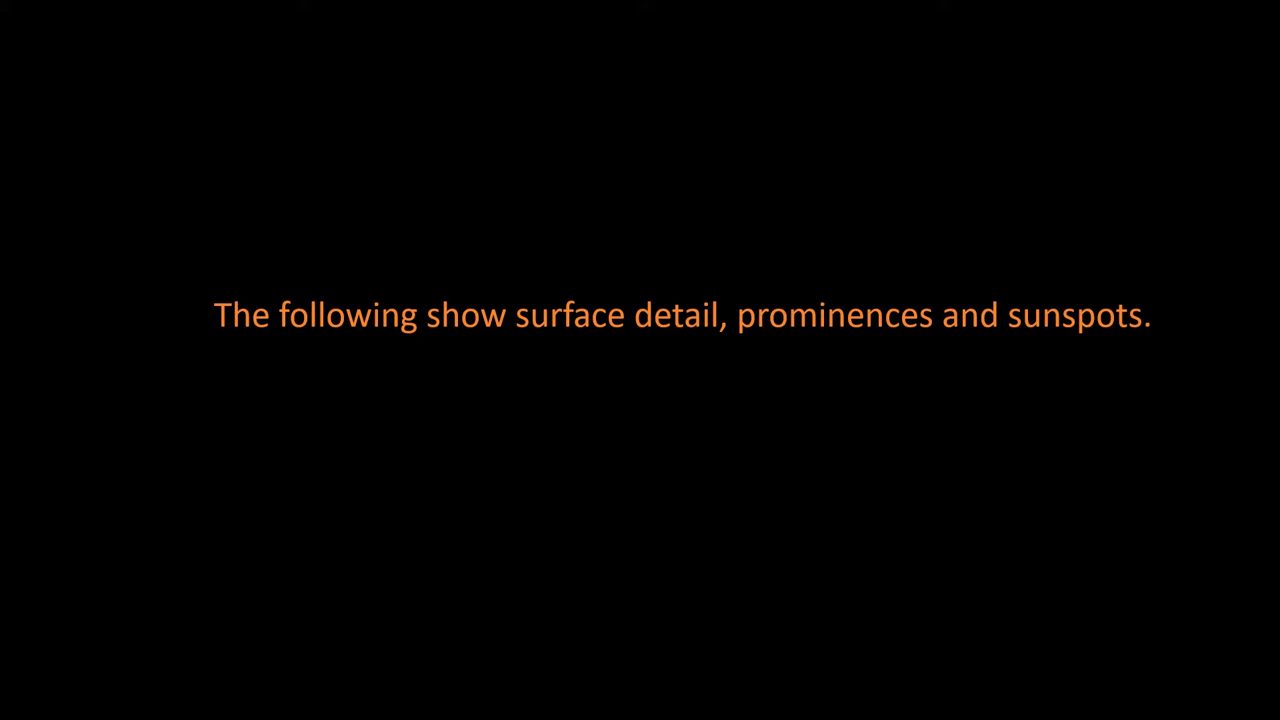 The following show surface detail, prominences and sunspots.